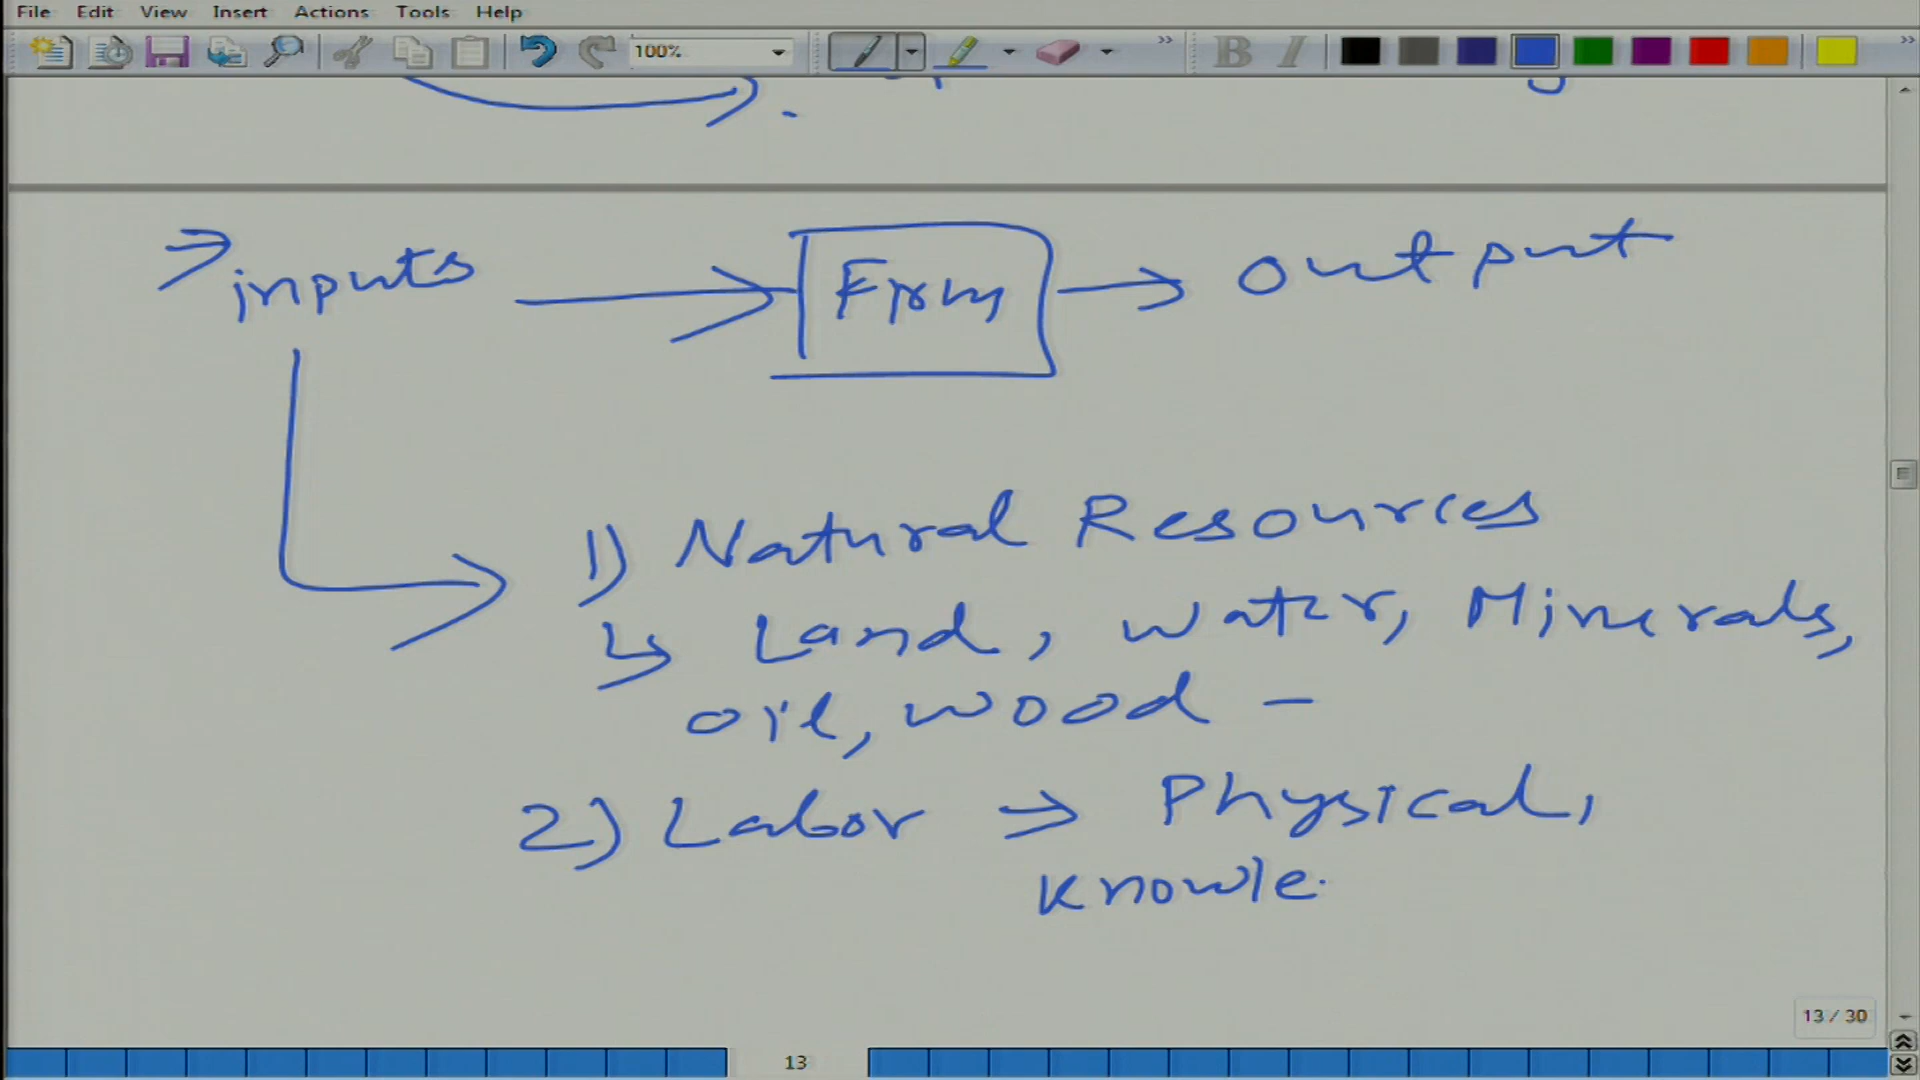 File Edit View Insert Actions Tools Help
100%
inputs → Firm → output
1) Natural Resources
↳ Land, water, Minerals,
oil, wood -
2) Labor → Physical,
knowle
13 / 30
13